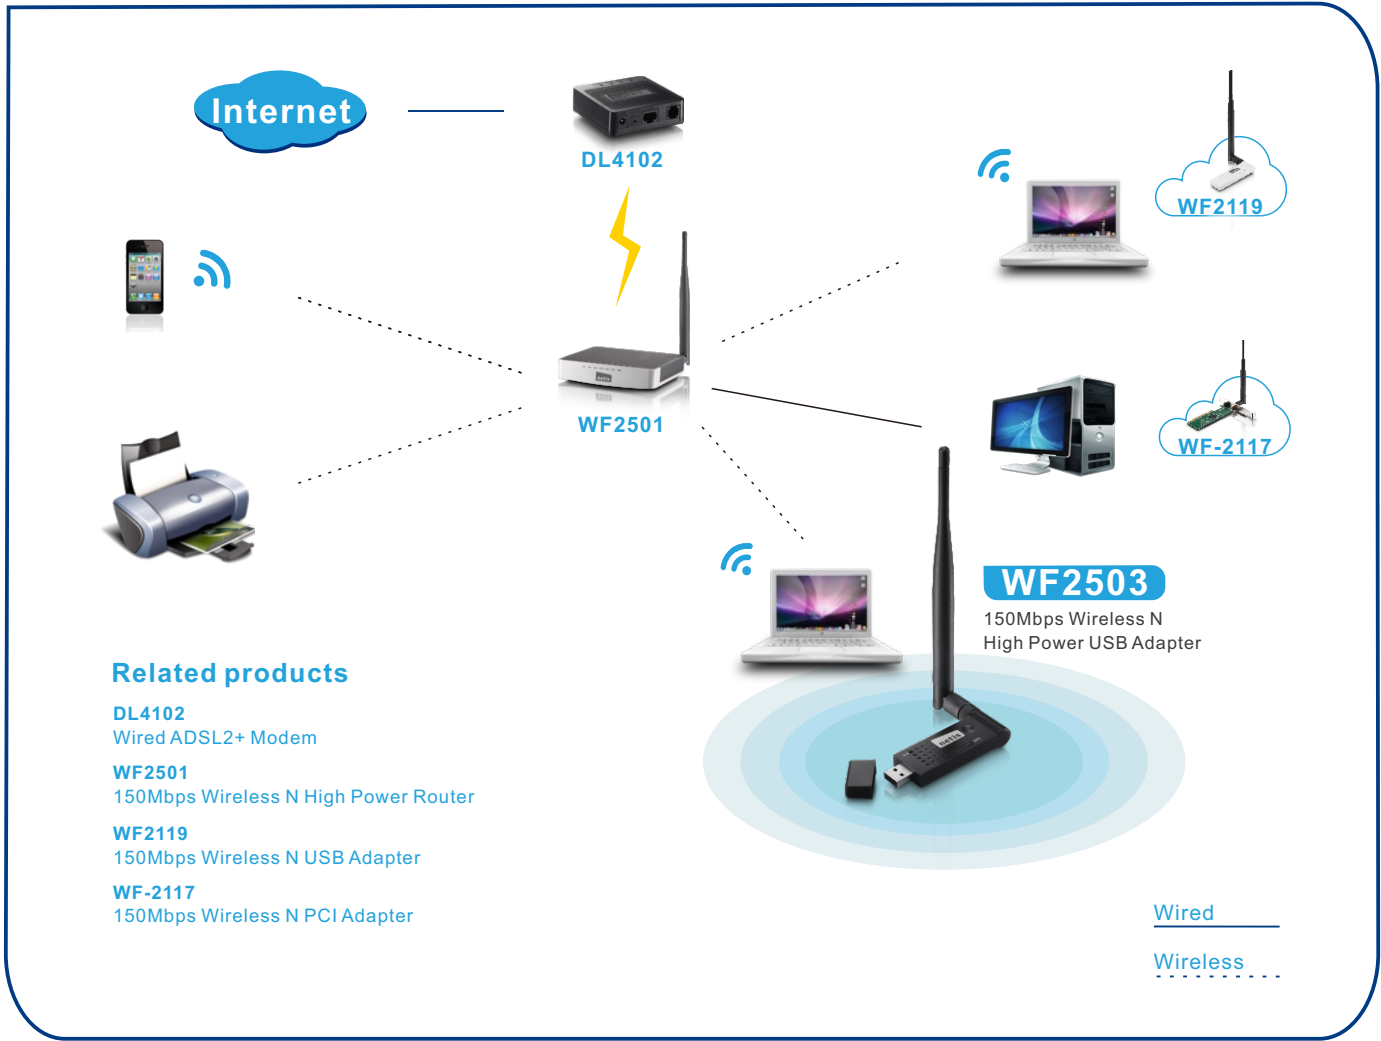 Internet
DL4102
WF2119
netis
WF2501
WF-2117
WF2503
150Mbps Wireless N
High Power USB Adapter
netis
Related products
DL4102
Wired ADSL2+ Modem
WF2501
150Mbps Wireless N High Power Router
WF2119
150Mbps Wireless N USB Adapter
WF-2117
150Mbps Wireless N PCI Adapter
Wired
Wireless